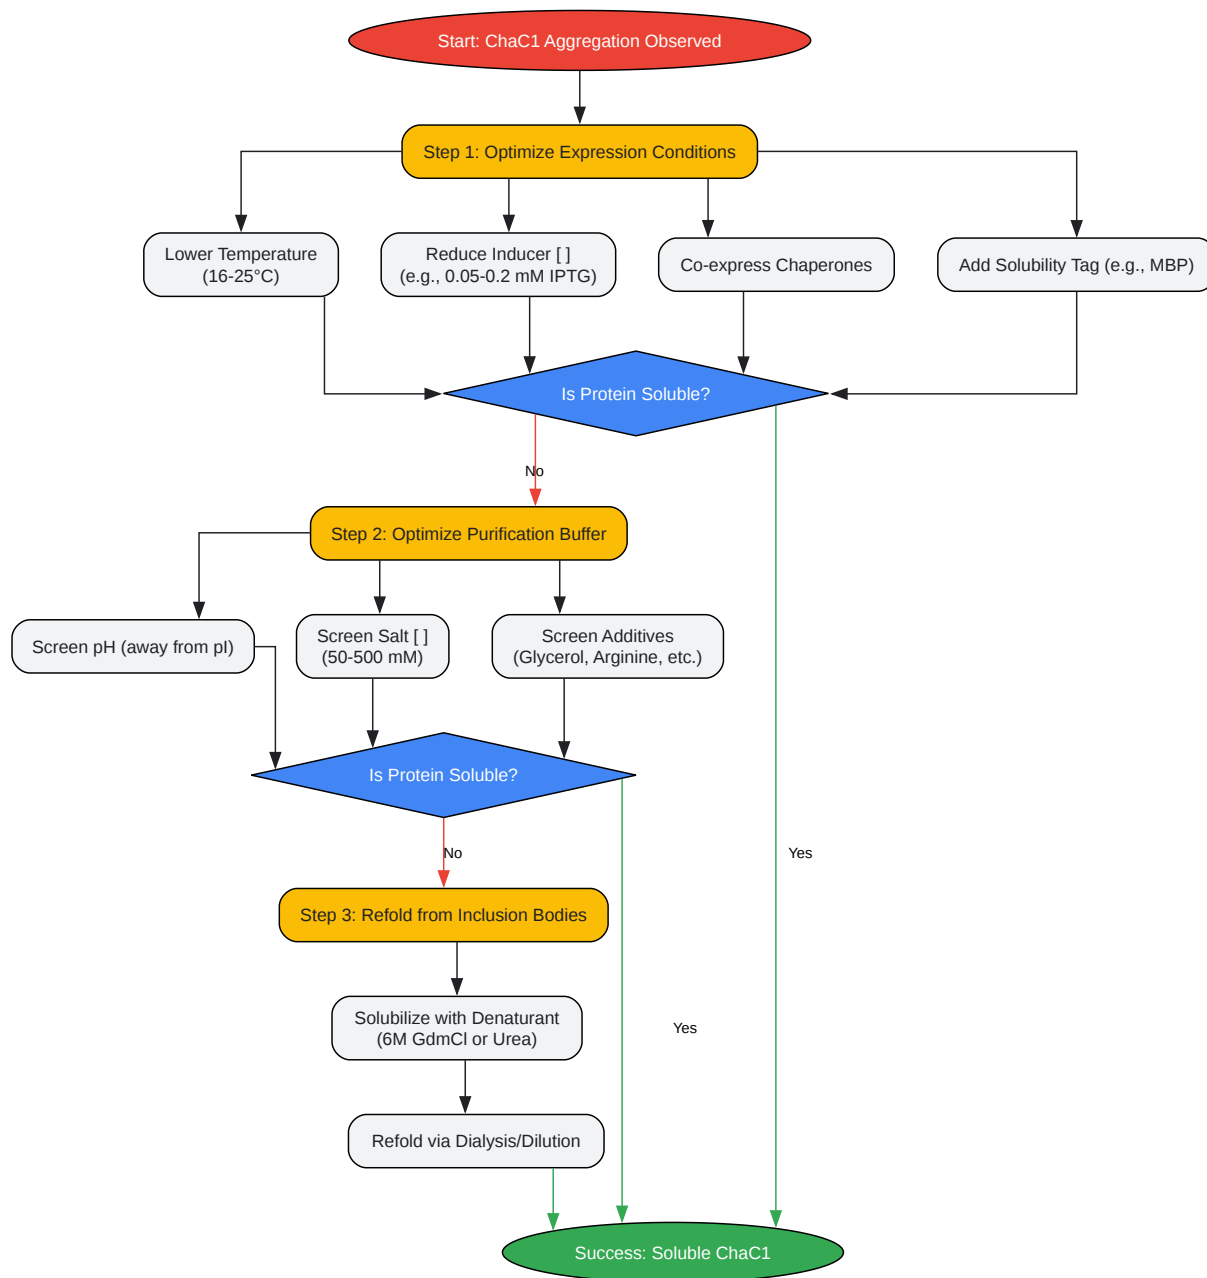 Start: ChaC1 Aggregation Observed
Step 1: Optimize Expression Conditions
Lower Temperature
(16-25°C)
Reduce Inducer [ ]
(e.g., 0.05-0.2 mM IPTG)
Co-express Chaperones
Add Solubility Tag (e.g., MBP)
Is Protein Soluble?
No
Step 2: Optimize Purification Buffer
Screen pH (away from pI)
Screen Salt [ ]
(50-500 mM)
Screen Additives
(Glycerol, Arginine, etc.)
Is Protein Soluble?
No
Yes
Step 3: Refold from Inclusion Bodies
Solubilize with Denaturant
(6M GdmCl or Urea)
Yes
Refold via Dialysis/Dilution
Success: Soluble ChaC1